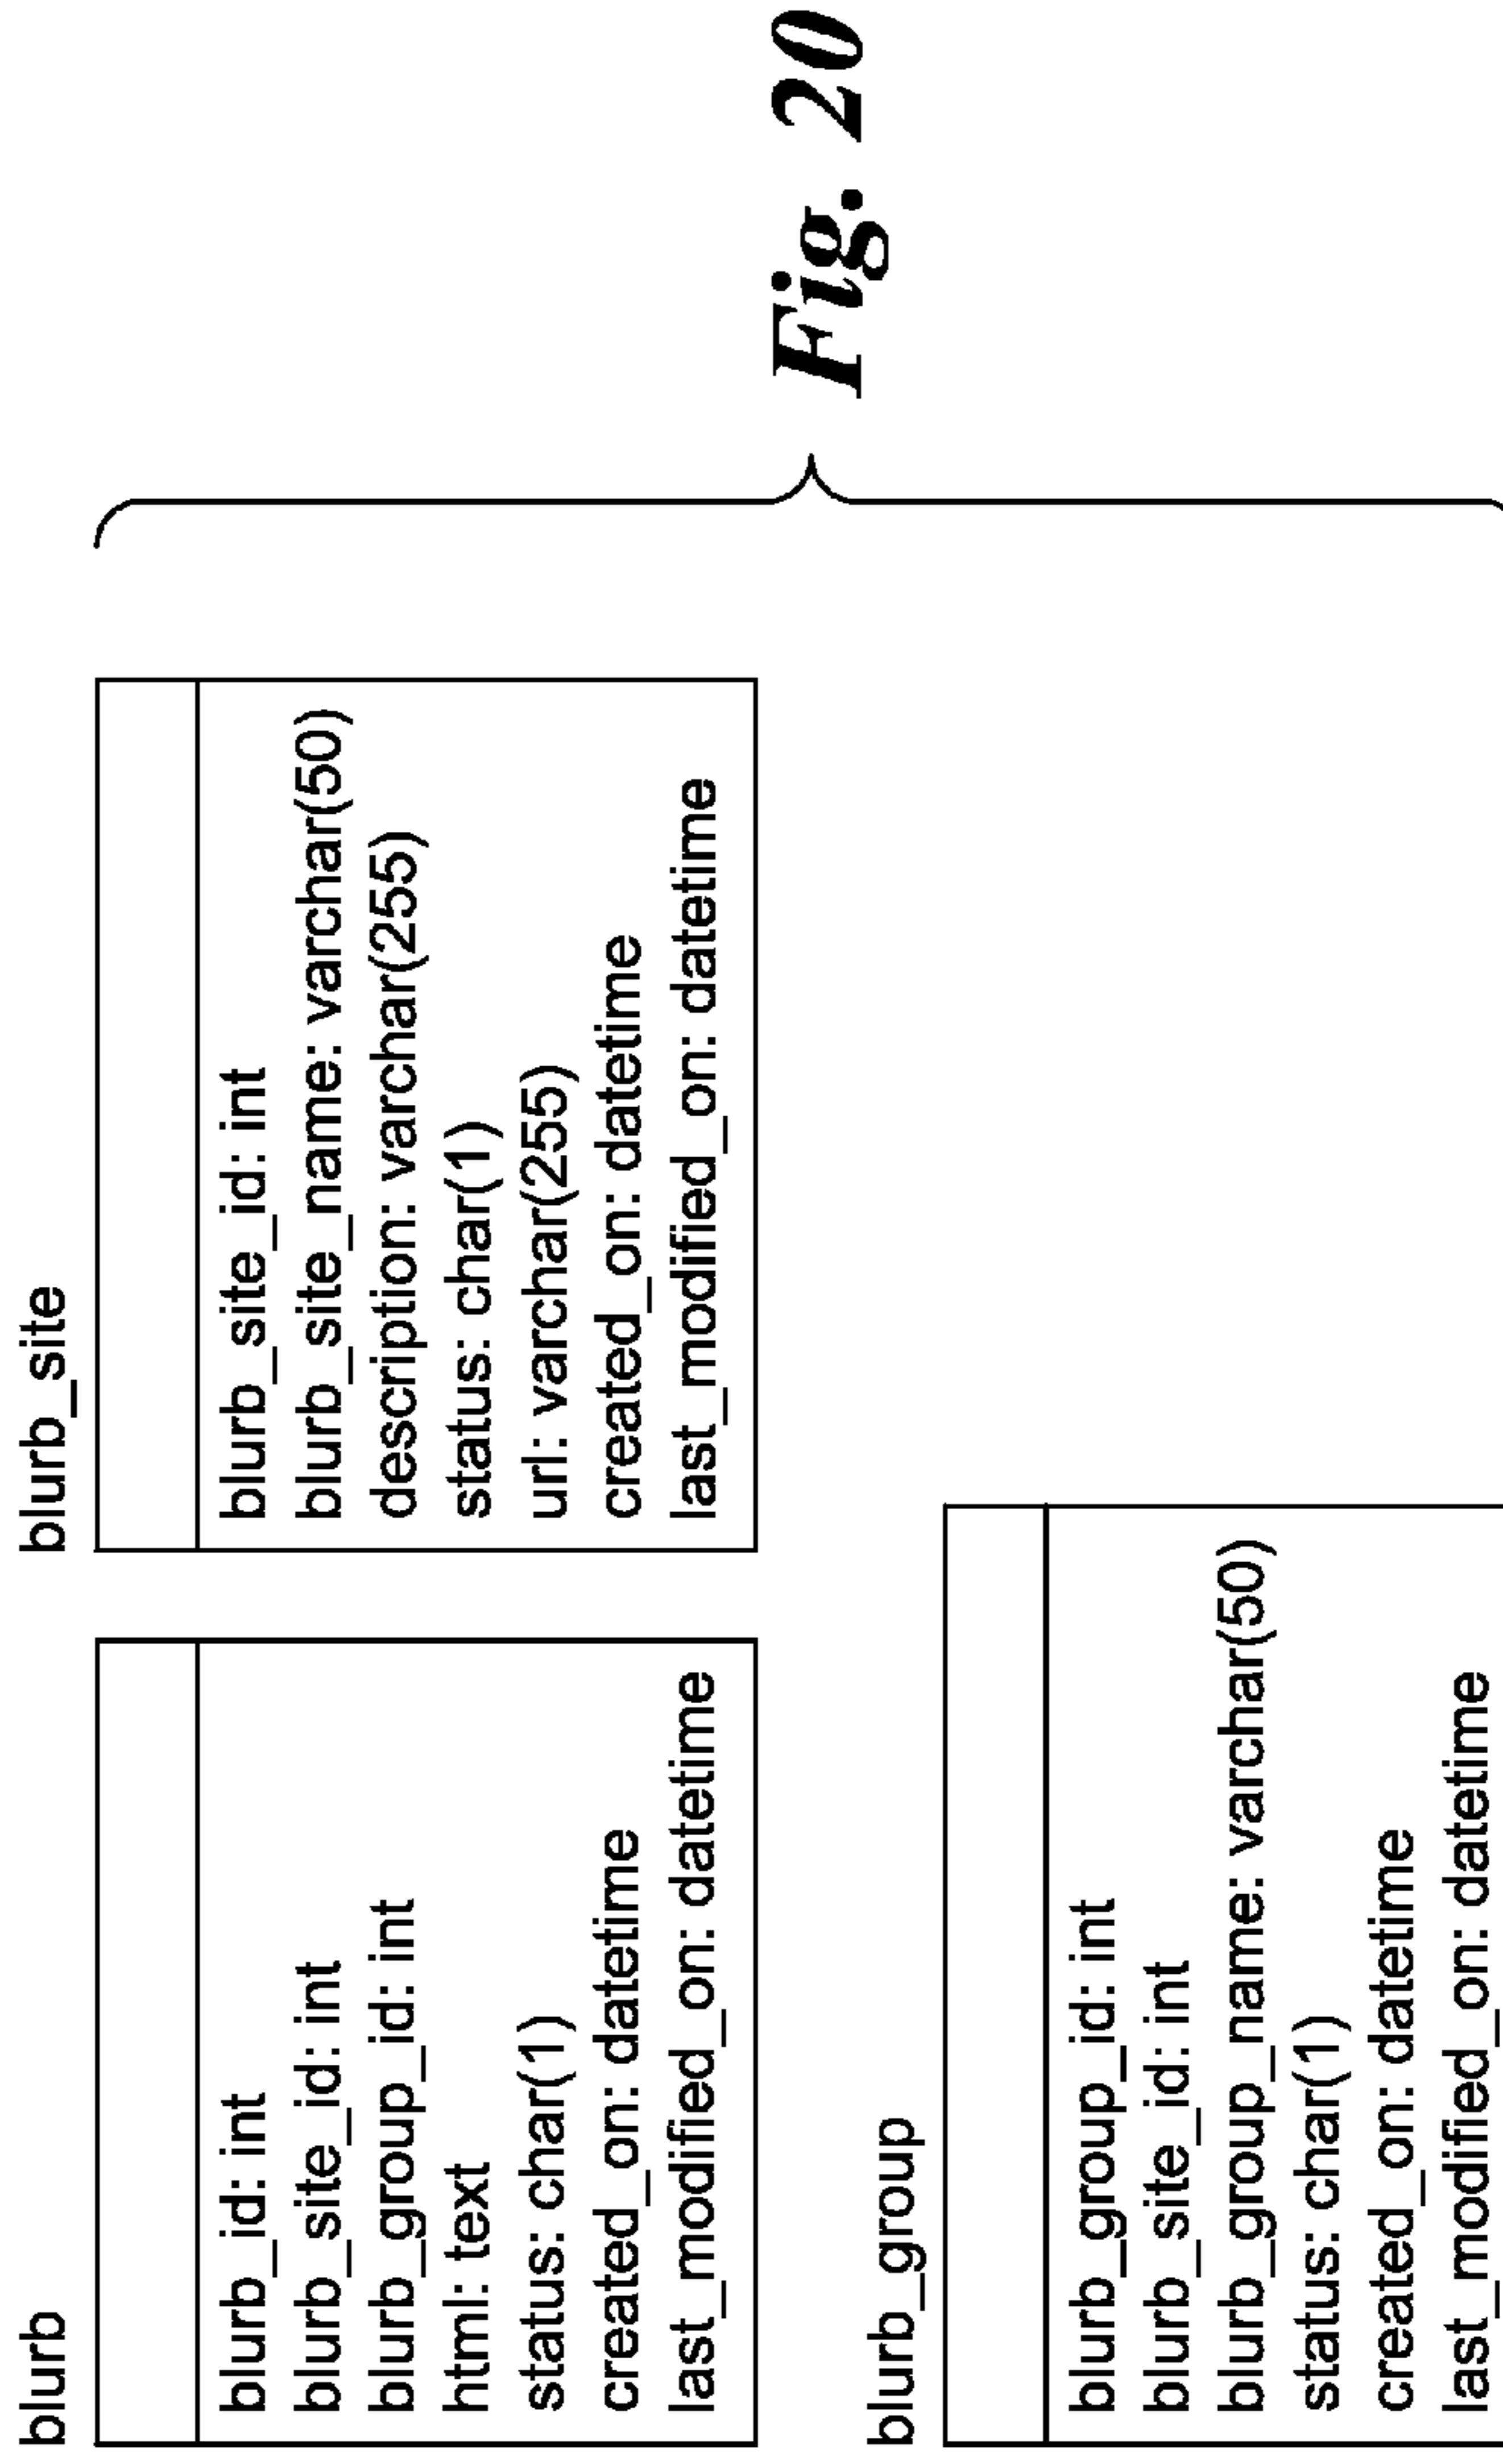 blurb
blurb_id: int
blurb_site_id: int
blurb_group_id: int
html: text
status: char(1)
created_on: datetime
last_modified_on: datetime
blurb_site
blurb_site_id: int
blurb_site_name: varchar(50)
description: varchar(255)
status: char(1)
url: varchar(255)
created_on: datetime
last_modified_on: datetime
blurb_group
blurb_group_id: int
blurb_site_id: int
blurb_group_name: varchar(50)
status: char(1)
created_on: datetime
last_modified_on: datetime
Fig. 20